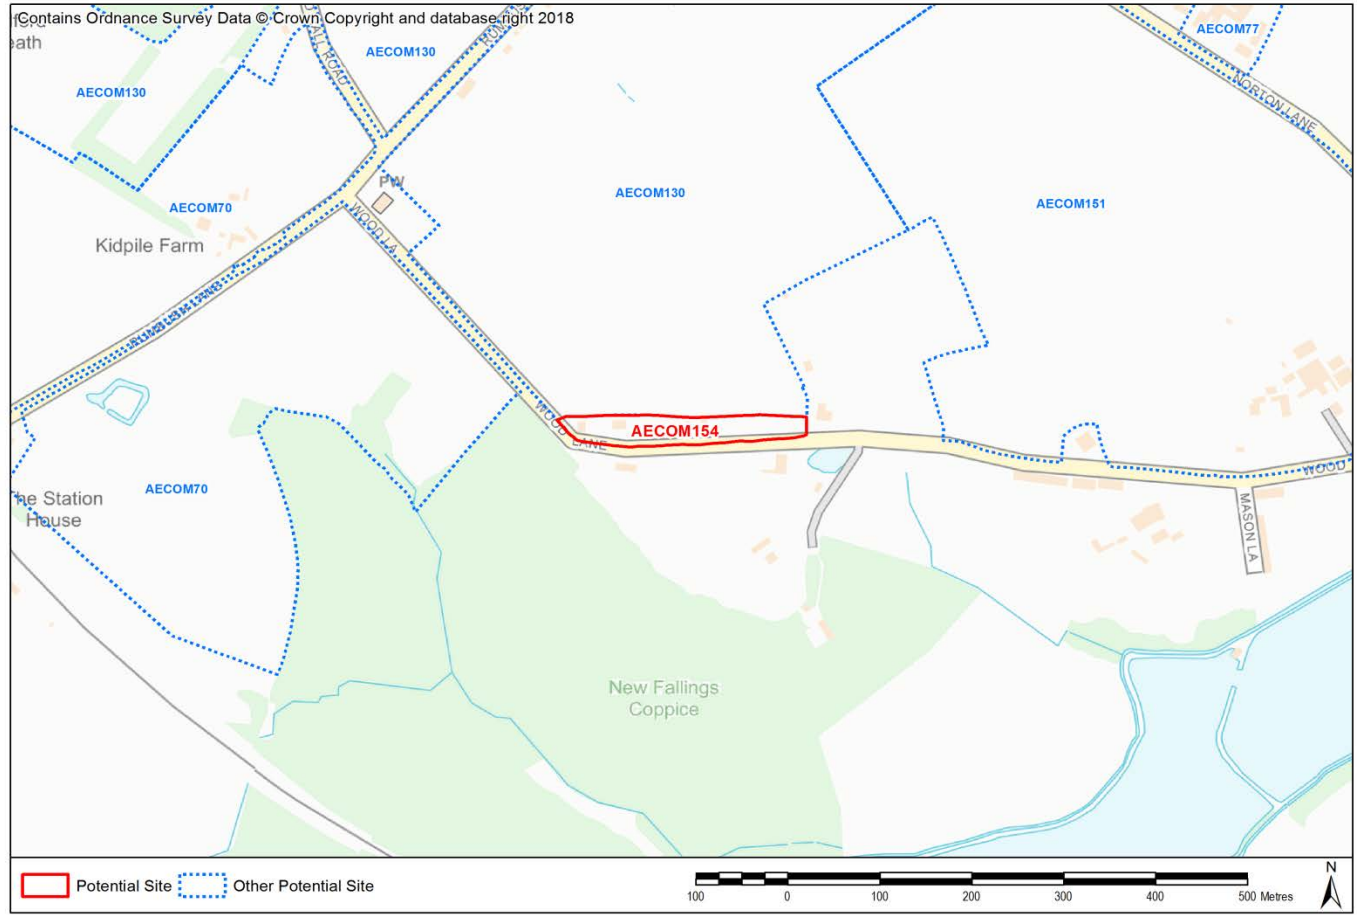 Contains Ordnance Survey Data © Crown Copyright and database right 2018
AECOM130
AECOM77
AECOM130
NORTON LANE
PW
AECOM130
AECOM151
AECOM70
WOOD LA
Kidpile Farm
WOOD LANE
AECOM154
WOOD
AECOM70
The Station
House
MASON LA
New Fallings
Coppice
Potential Site
Other Potential Site
N
100
0
100
200
300
400
500 Metres